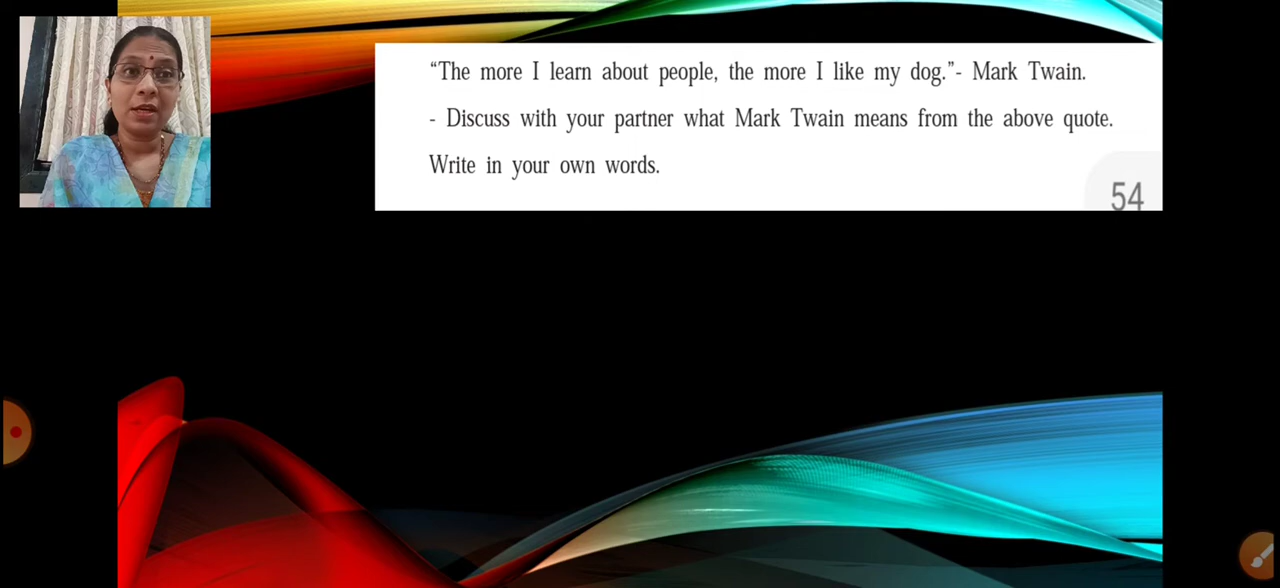 “The more I learn about people, the more I like my dog.”- Mark Twain.
- Discuss with your partner what Mark Twain means from the above quote.
Write in your own words.
54